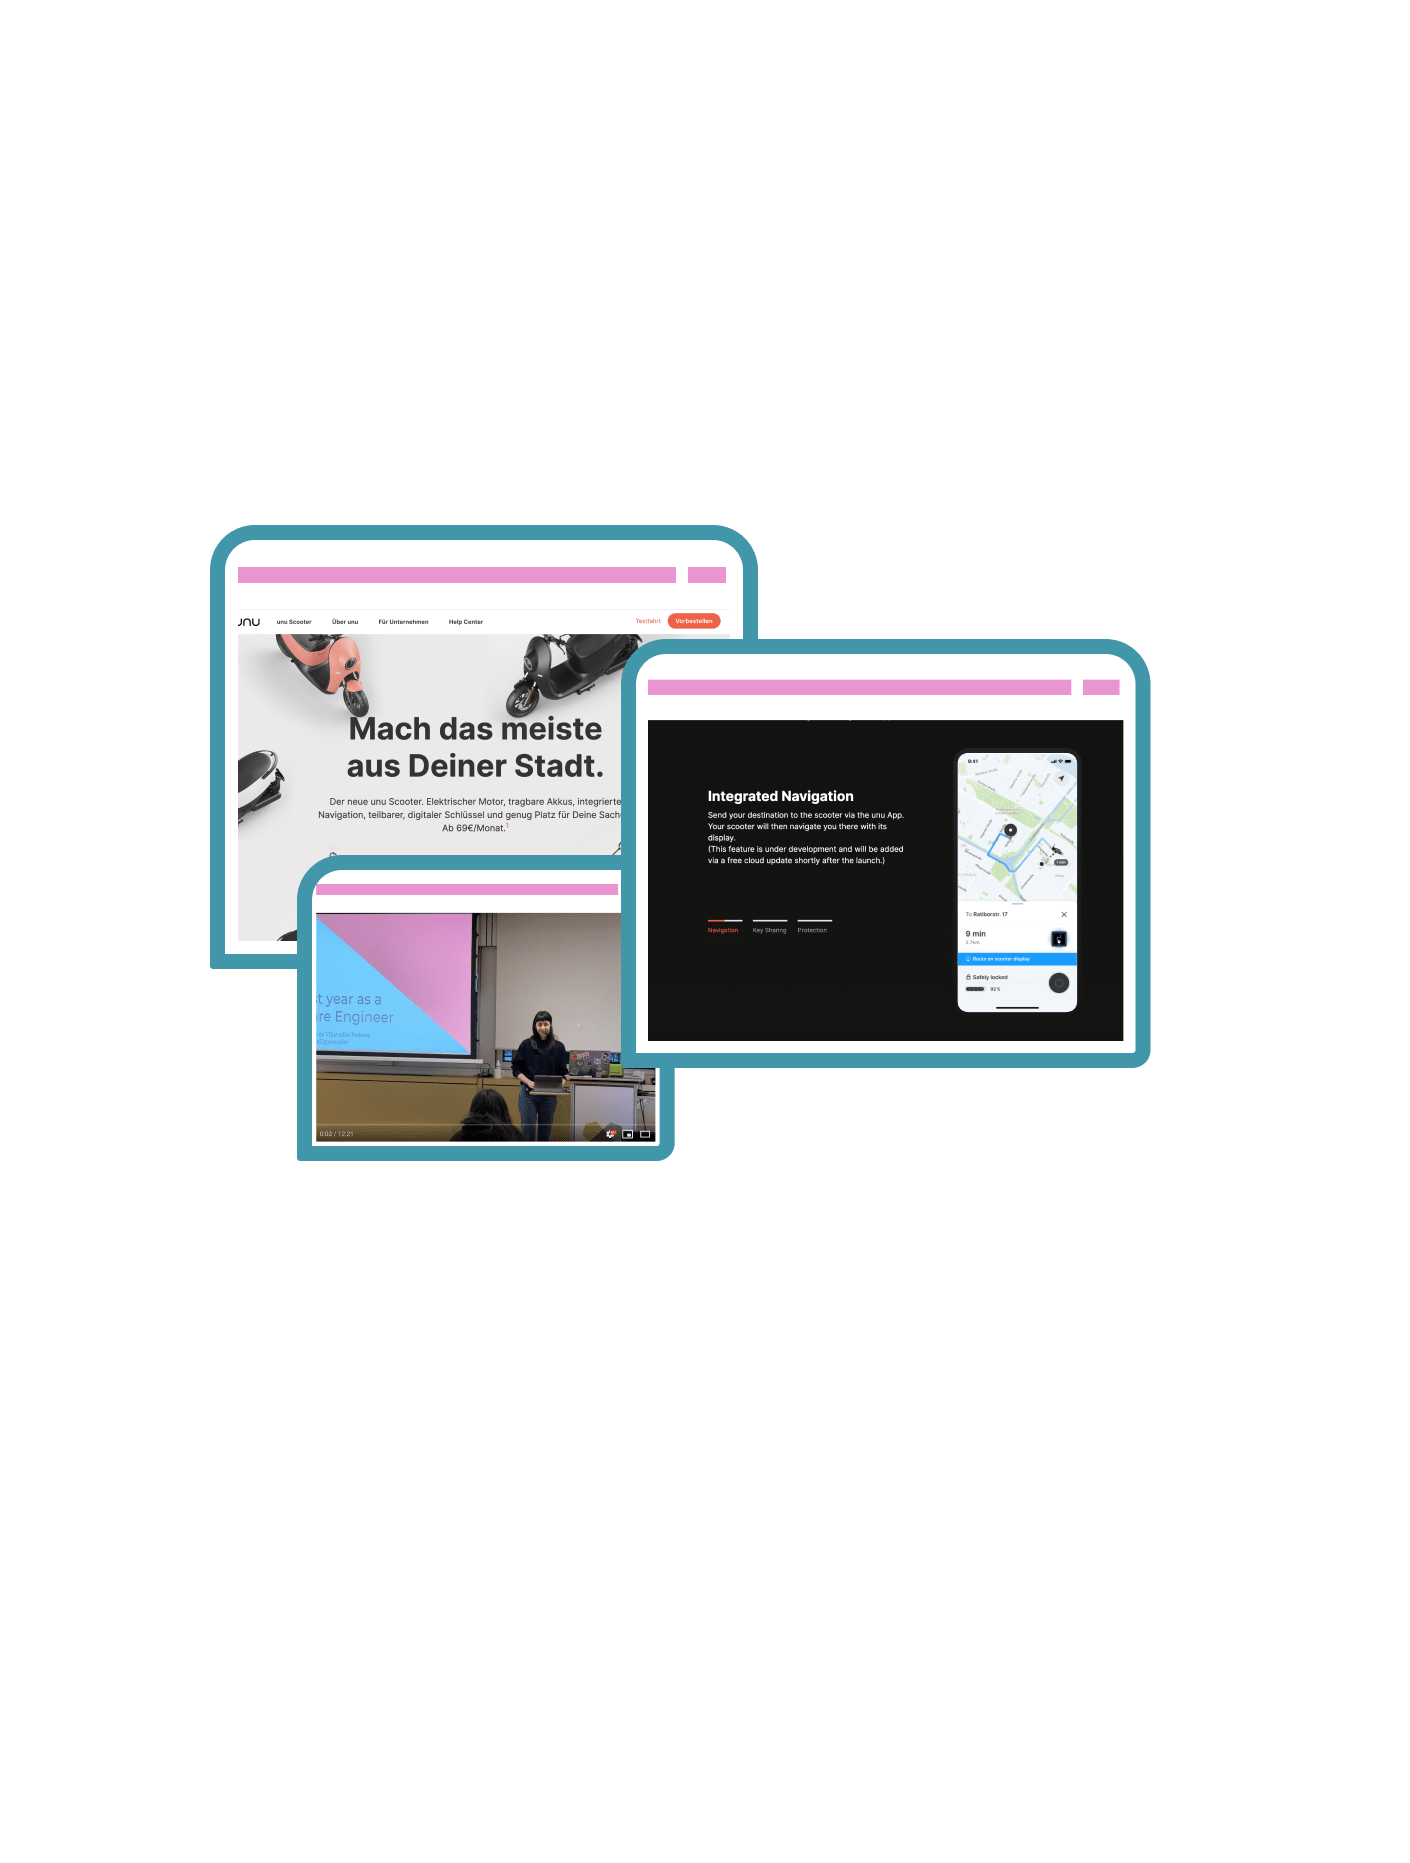 unu
unu Scooter
Über unu
Für Unternehmen
Help Center
Testfahrt
Vorbestellen
Mach das meiste
aus Deiner Stadt.
Der neue unu Scooter. Elektrischer Motor, tragbare Akkus, integrierte
Navigation, teilbarer, digitaler Schlüssel und genug Platz für Deine
Ab 69€/Monat.¹
Integrated Navigation
Send your destination to the scooter via the unu App.
Your scooter will then navigate you there with its
display.
(This feature is under development and will be added
via a free cloud update shortly after the launch.)
Navigation
Key Sharing
Protection
9:41
To Ratiborstr. 17
9 min
2.7km
Route on scooter display
Safely locked
92%
year as a
Engineer
0:03 / 12:21